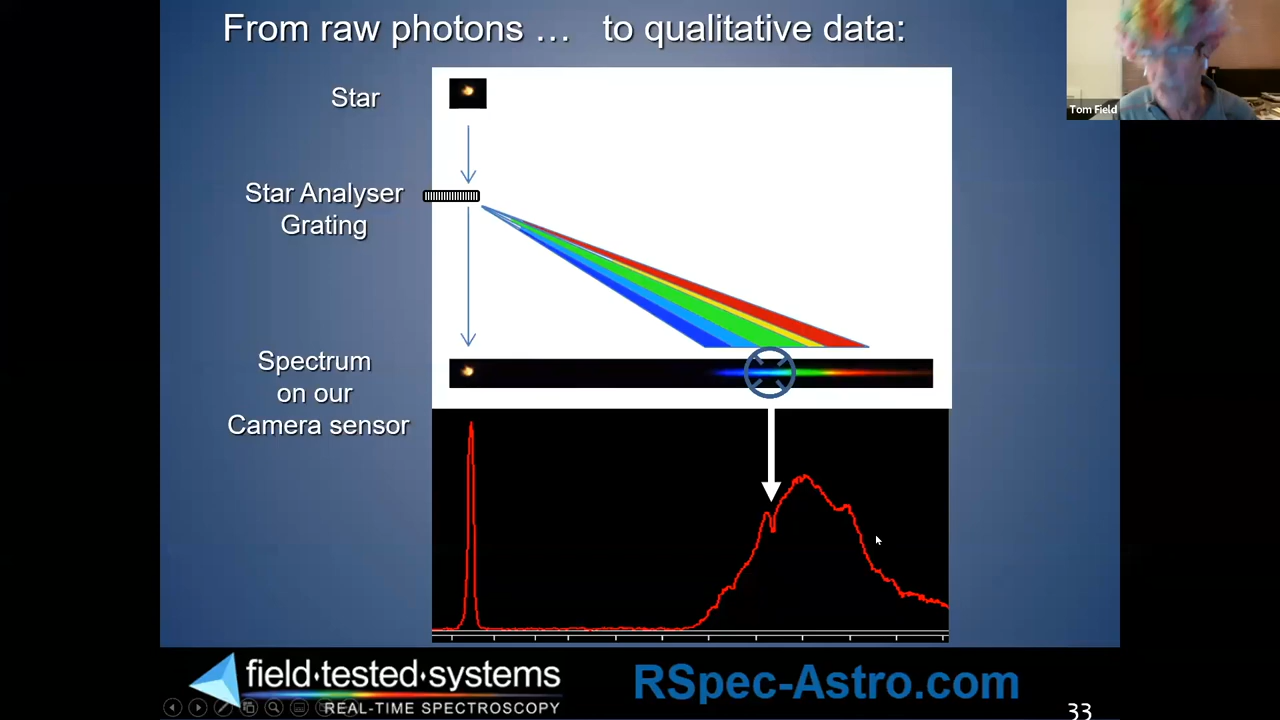 From raw photons … to qualitative data:
Star
Tom Field
Star Analyser
Grating
Spectrum
on our
Camera sensor
field·tested·systems
REAL-TIME SPECTROSCOPY
RSpec-Astro.com
33